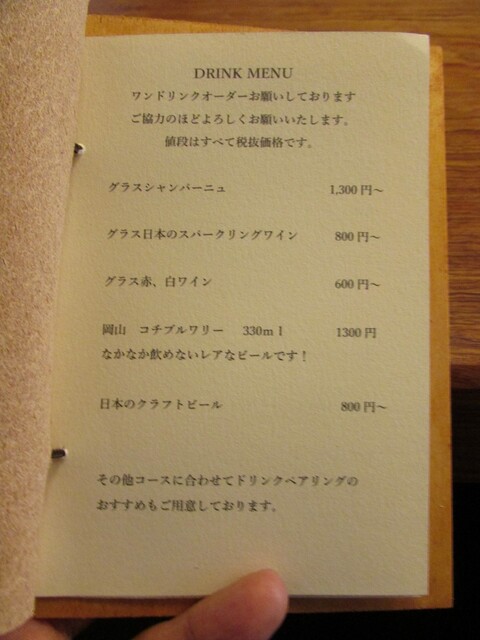 DRINK MENU
ワンドリンクオーダーお願いしております
ご協力のほどよろしくお願いいたします。
値段はすべて税抜価格です。
グラスシャンパーニュ 1,300円～
グラス日本のスパークリングワイン 800円～
グラス赤、白ワイン 600円～
岡山 コチブルワリー 330ml 1300円
なかなか飲めないレアなビールです！
日本のクラフトビール 800円～
その他コースに合わせてドリンクペアリングの
おすすめもご用意しております。